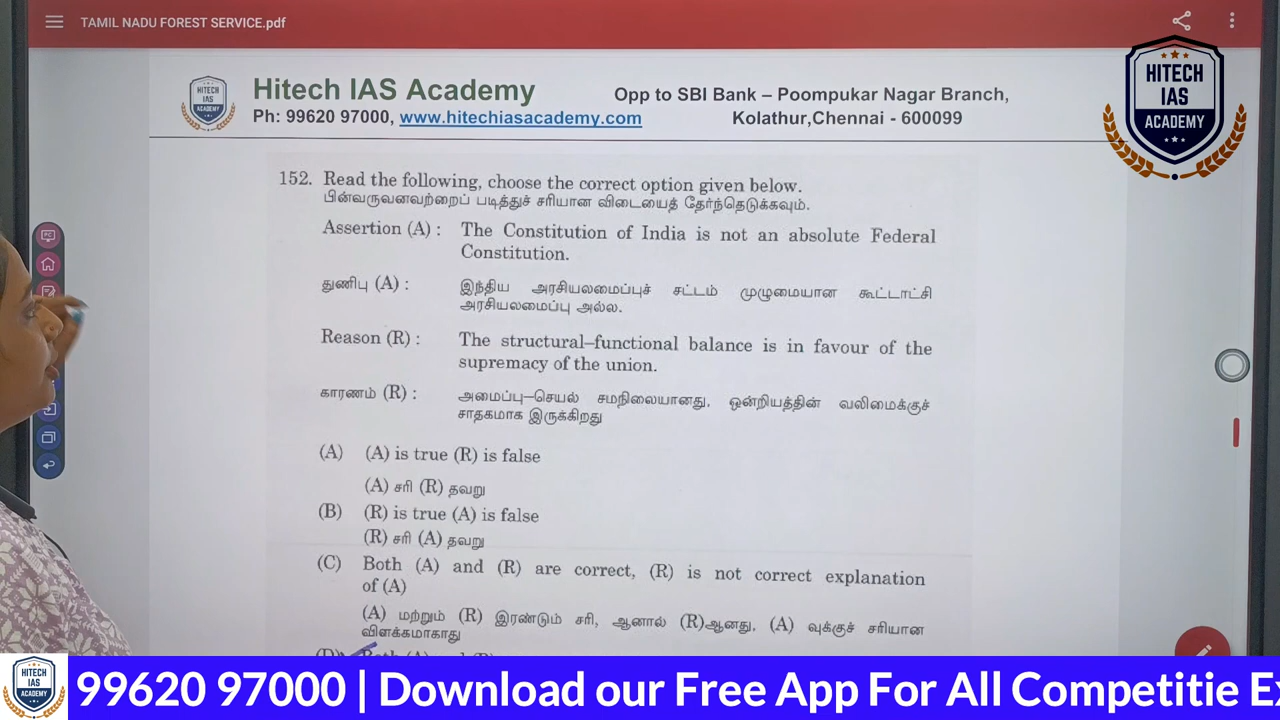 TAMIL NADU FOREST SERVICE.pdf
HITECH
IAS
ACADEMY
Hitech IAS Academy
Ph: 99620 97000, www.hitechiasacademy.com
Opp to SBI Bank – Poompukar Nagar Branch,
Kolathur,Chennai - 600099
HITECH
IAS
ACADEMY
152. Read the following, choose the correct option given below.
பின்வருவனவற்றைப் படித்துச் சரியான விடையைத் தேர்ந்தெடுக்கவும்.
Assertion (A) : The Constitution of India is not an absolute Federal
Constitution.
துணிபு (A) : இந்திய அரசியலமைப்புச் சட்டம் முழுமையான கூட்டாட்சி
அரசியலமைப்பு அல்ல.
Reason (R) : The structural–functional balance is in favour of the
supremacy of the union.
காரணம் (R) : அமைப்பு–செயல் சமநிலையானது, ஒன்றியத்தின் வலிமைக்குச்
சாதகமாக இருக்கிறது
(A) (A) is true (R) is false
(A) சரி (R) தவறு
(B) (R) is true (A) is false
(R) சரி (A) தவறு
(C) Both (A) and (R) are correct, (R) is not correct explanation
of (A)
(A) மற்றும் (R) இரண்டும் சரி, ஆனால் (R)ஆனது, (A) வுக்குச் சரியான
விளக்கமாகாது
HITECH
IAS
ACADEMY
99620 97000 | Download our Free App For All Competitie Ex